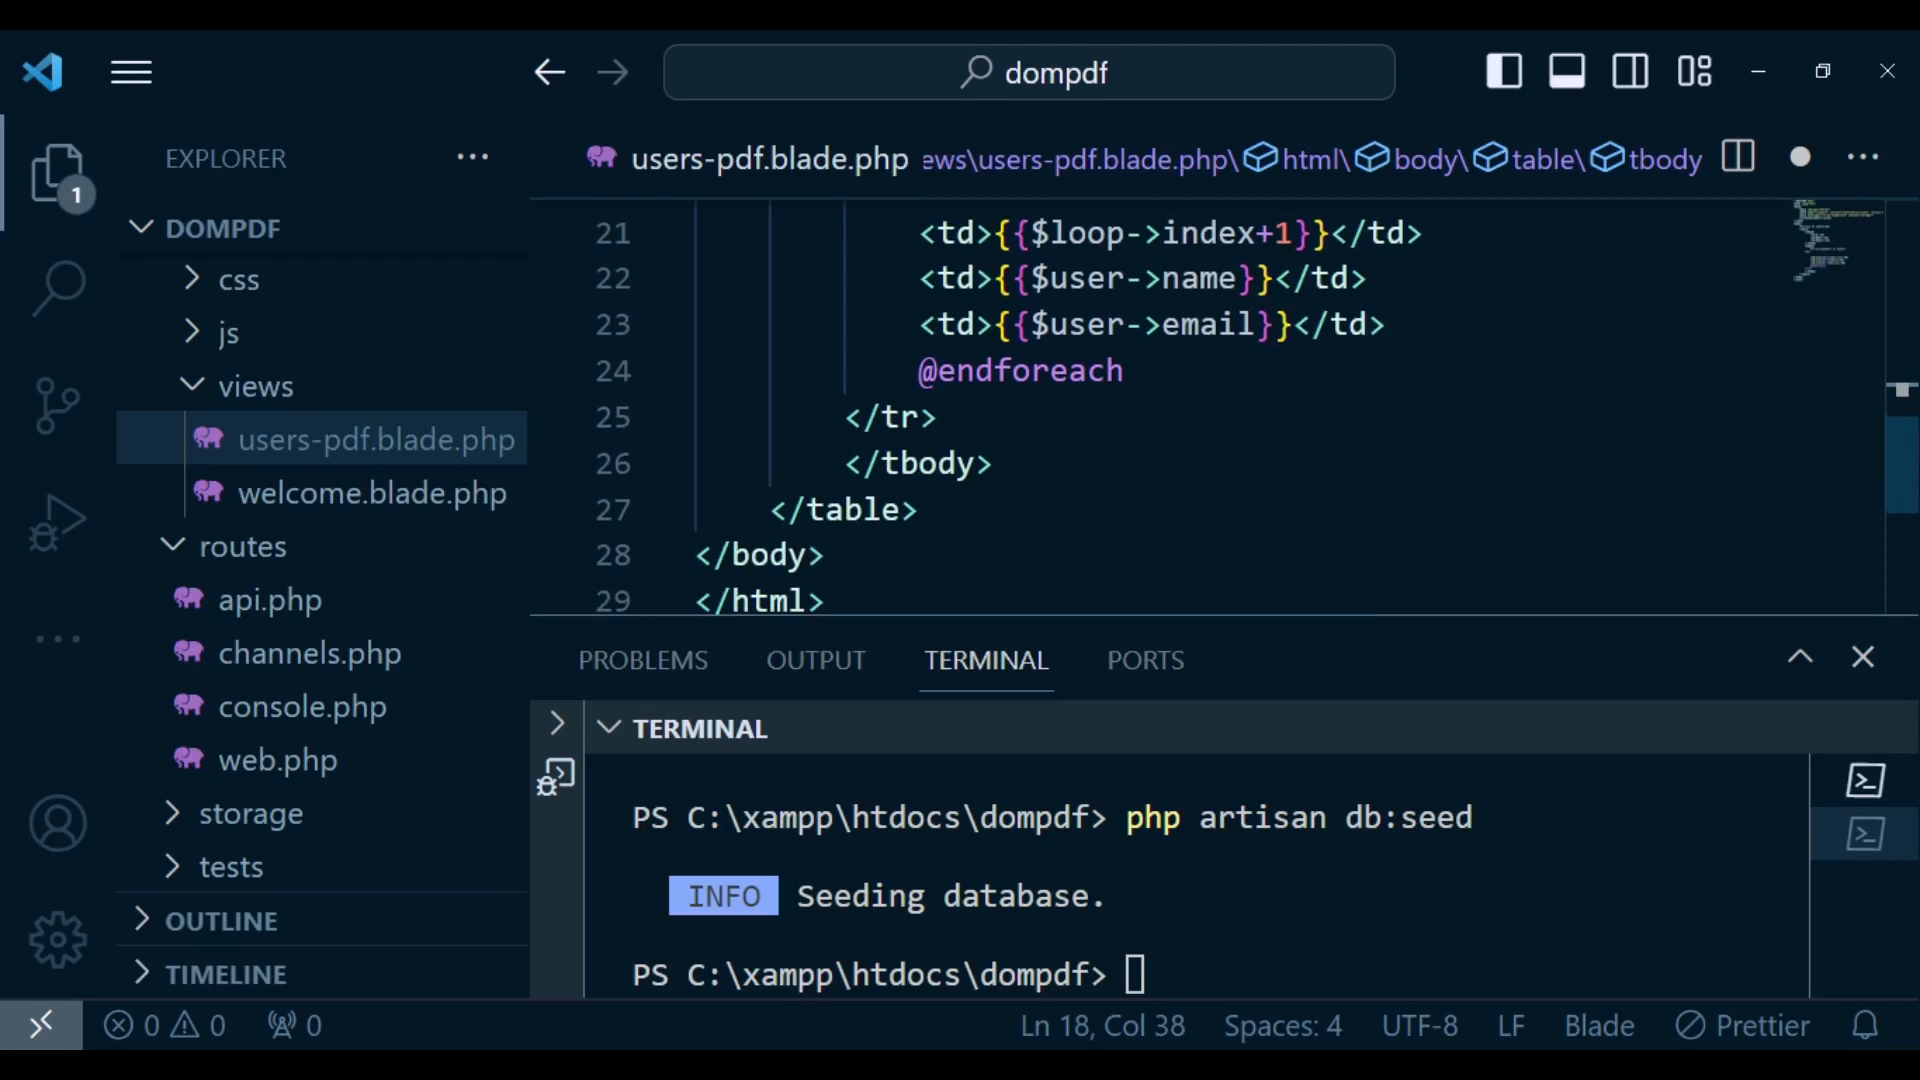 dompdf
EXPLORER
1
DOMPDF
css
js
views
users-pdf.blade.php
welcome.blade.php
routes
api.php
channels.php
console.php
web.php
storage
tests
OUTLINE
TIMELINE
users-pdf.blade.php ews\users-pdf.blade.php\ html\ body\ table\ tbody
21 <td>{{$loop->index+1}}</td>
22 <td>{{$user->name}}</td>
23 <td>{{$user->email}}</td>
24 @endforeach
25 </tr>
26 </tbody>
27 </table>
28 </body>
29 </html>
PROBLEMS OUTPUT TERMINAL PORTS
TERMINAL
PS C:\xampp\htdocs\dompdf> php artisan db:seed
INFO Seeding database.
PS C:\xampp\htdocs\dompdf>
0 0 0 Ln 18, Col 38 Spaces: 4 UTF-8 LF Blade Prettier